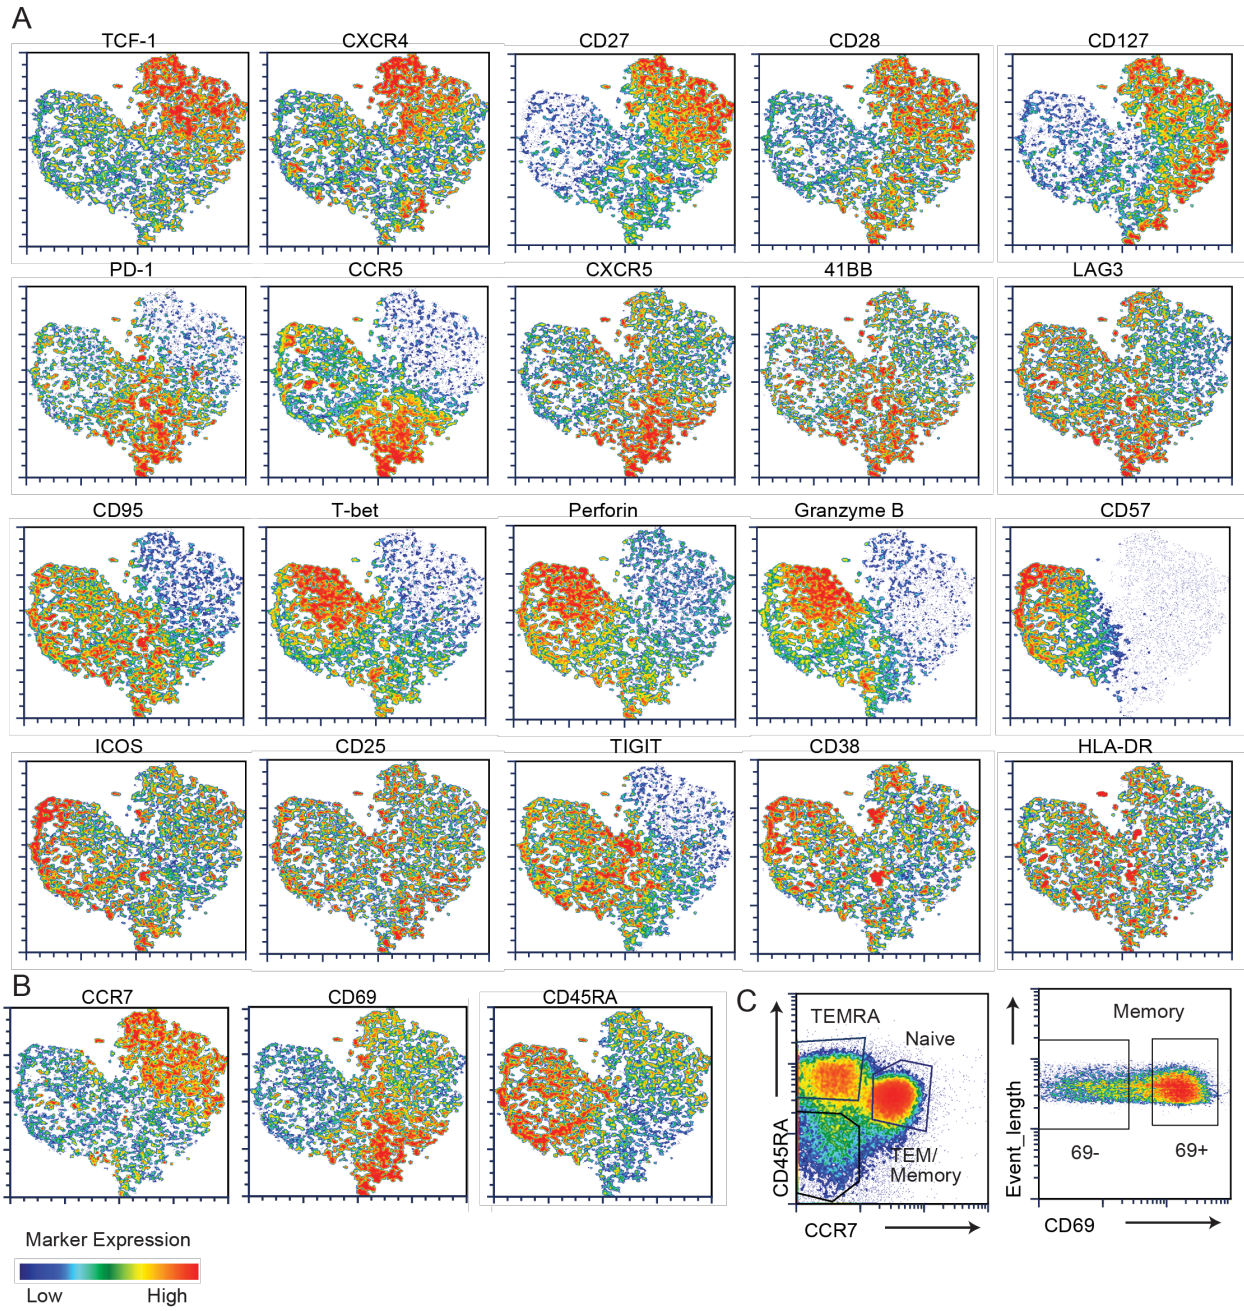 A
TCF-1 CXCR4 CD27 CD28 CD127
PD-1 CCR5 CXCR5 41BB LAG3
CD95 T-bet Perforin Granzyme B CD57
ICOS CD25 TIGIT CD38 HLA-DR
B
CCR7 CD69 CD45RA
Marker Expression
Low High
C
TEMRA
Naive
TEM/
Memory
CD45RA
CCR7
Memory
69-
69+
Event_length
CD69